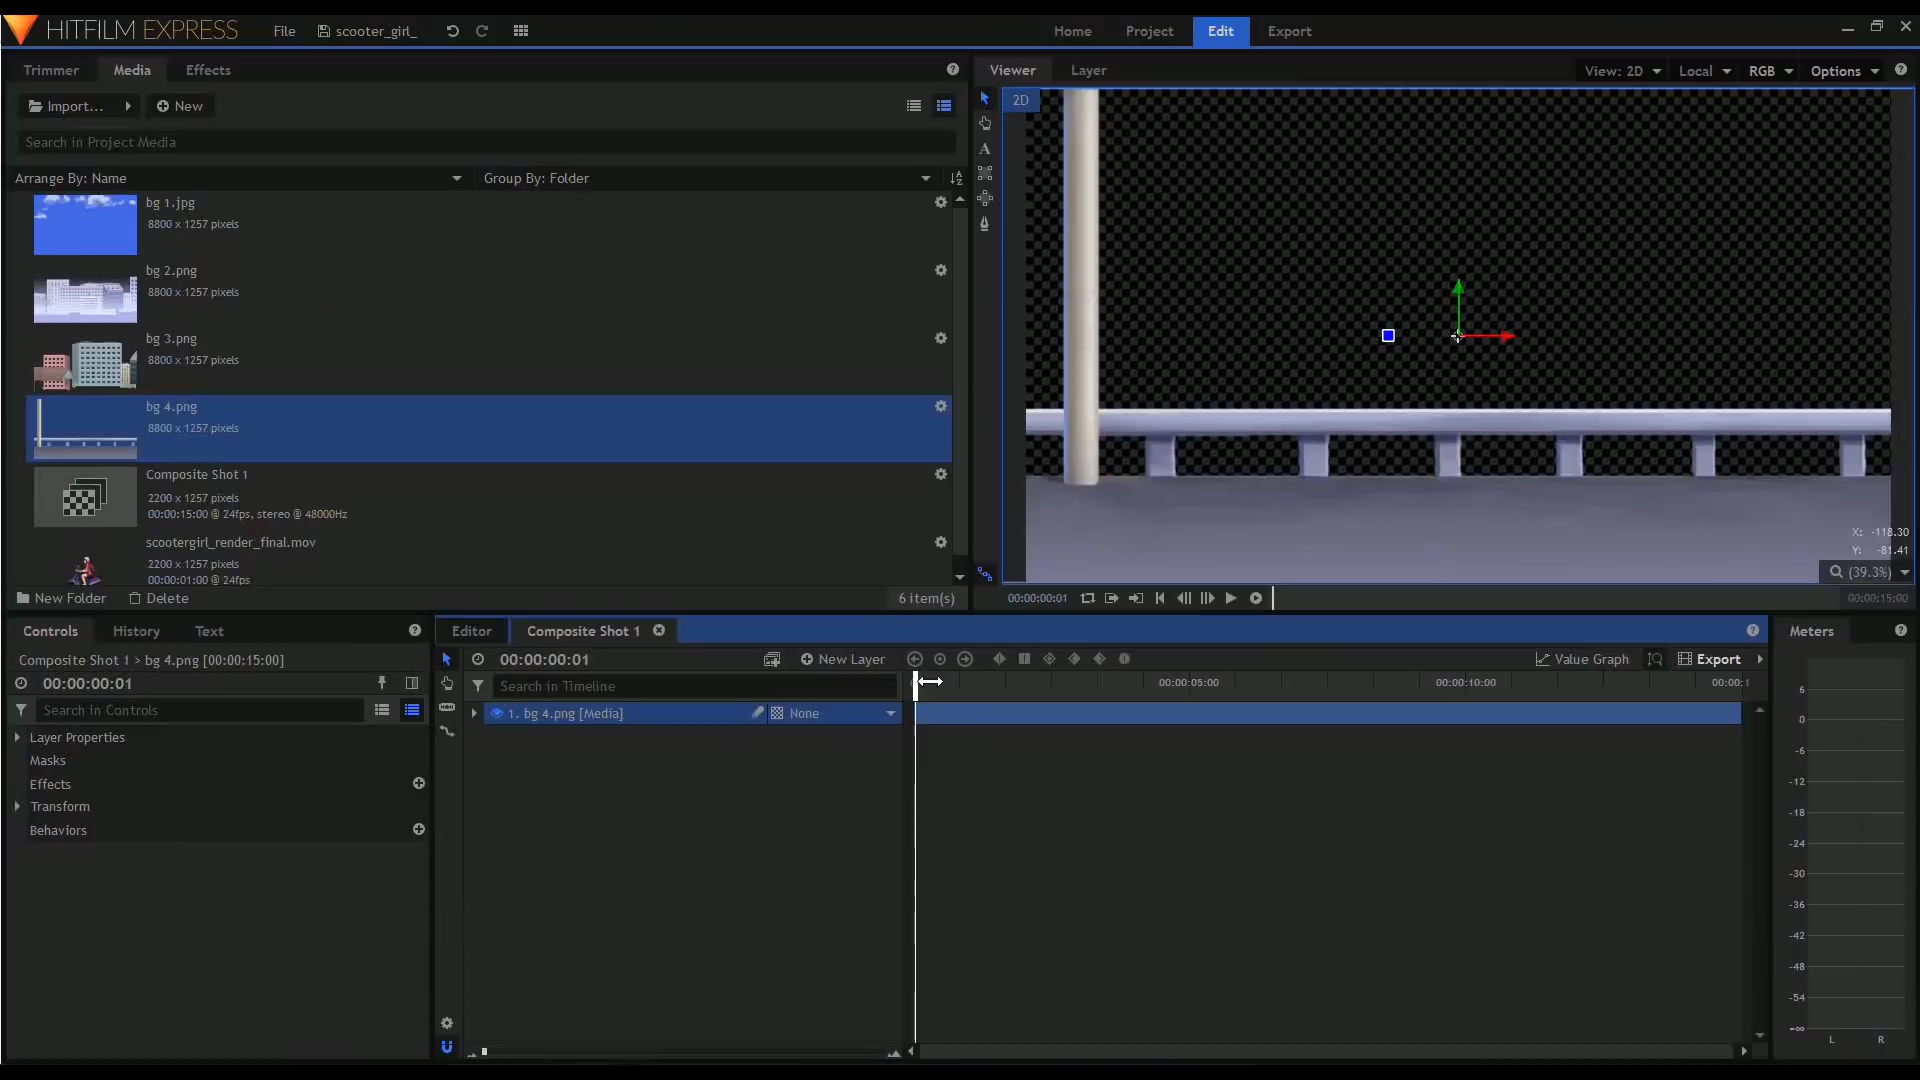 HITFILM EXPRESS
File
scooter_girl_
Home
Project
Edit
Export
Trimmer
Media
Effects
Import...
New
Search in Project Media
Arrange By: Name
Group By: Folder
bg 1.jpg
8800 x 1257 pixels
bg 2.png
8800 x 1257 pixels
bg 3.png
8800 x 1257 pixels
bg 4.png
8800 x 1257 pixels
Composite Shot 1
2200 x 1257 pixels
00:00:15:00 @ 24fps, stereo @ 48000Hz
scootergirl_render_final.mov
2200 x 1257 pixels
00:00:01:00 @ 24fps
New Folder
Delete
6 item(s)
Viewer
Layer
View: 2D
Local
RGB
Options
2D
A
X: -118.30
Y: -81.41
(39.3%)
00:00:00:01
00:00:15:00
Controls
History
Text
Composite Shot 1 > bg 4.png [00:00:15:00]
00:00:00:01
Search in Controls
Layer Properties
Masks
Effects
Transform
Behaviors
Editor
Composite Shot 1
00:00:00:01
New Layer
Value Graph
Export
Search in Timeline
00:00:05:00
00:00:10:00
00:00:1
1. bg 4.png [Media]
None
Meters
6
0
-6
-12
-18
-24
-30
-36
-42
-48
-54
-∞
L
R